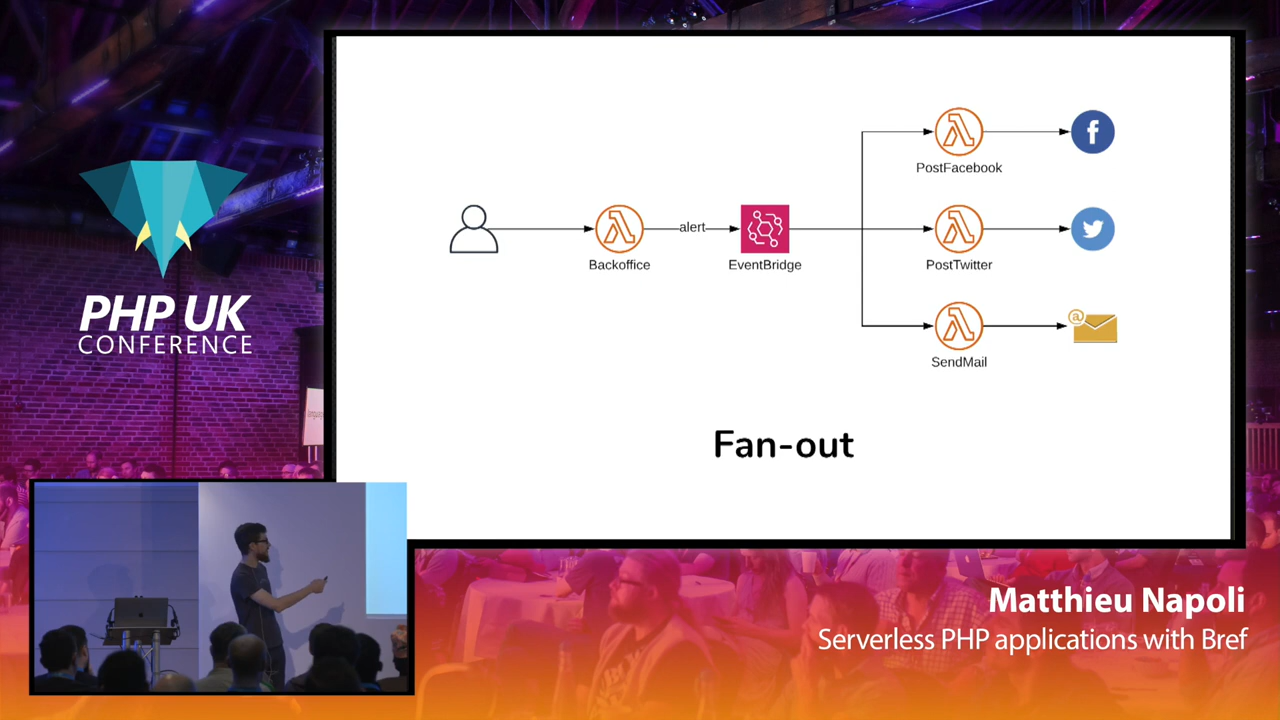 PHP UK
CONFERENCE
PostFacebook
alert
Backoffice
EventBridge
PostTwitter
SendMail
Fan-out
Matthieu Napoli
Serverless PHP applications with Bref